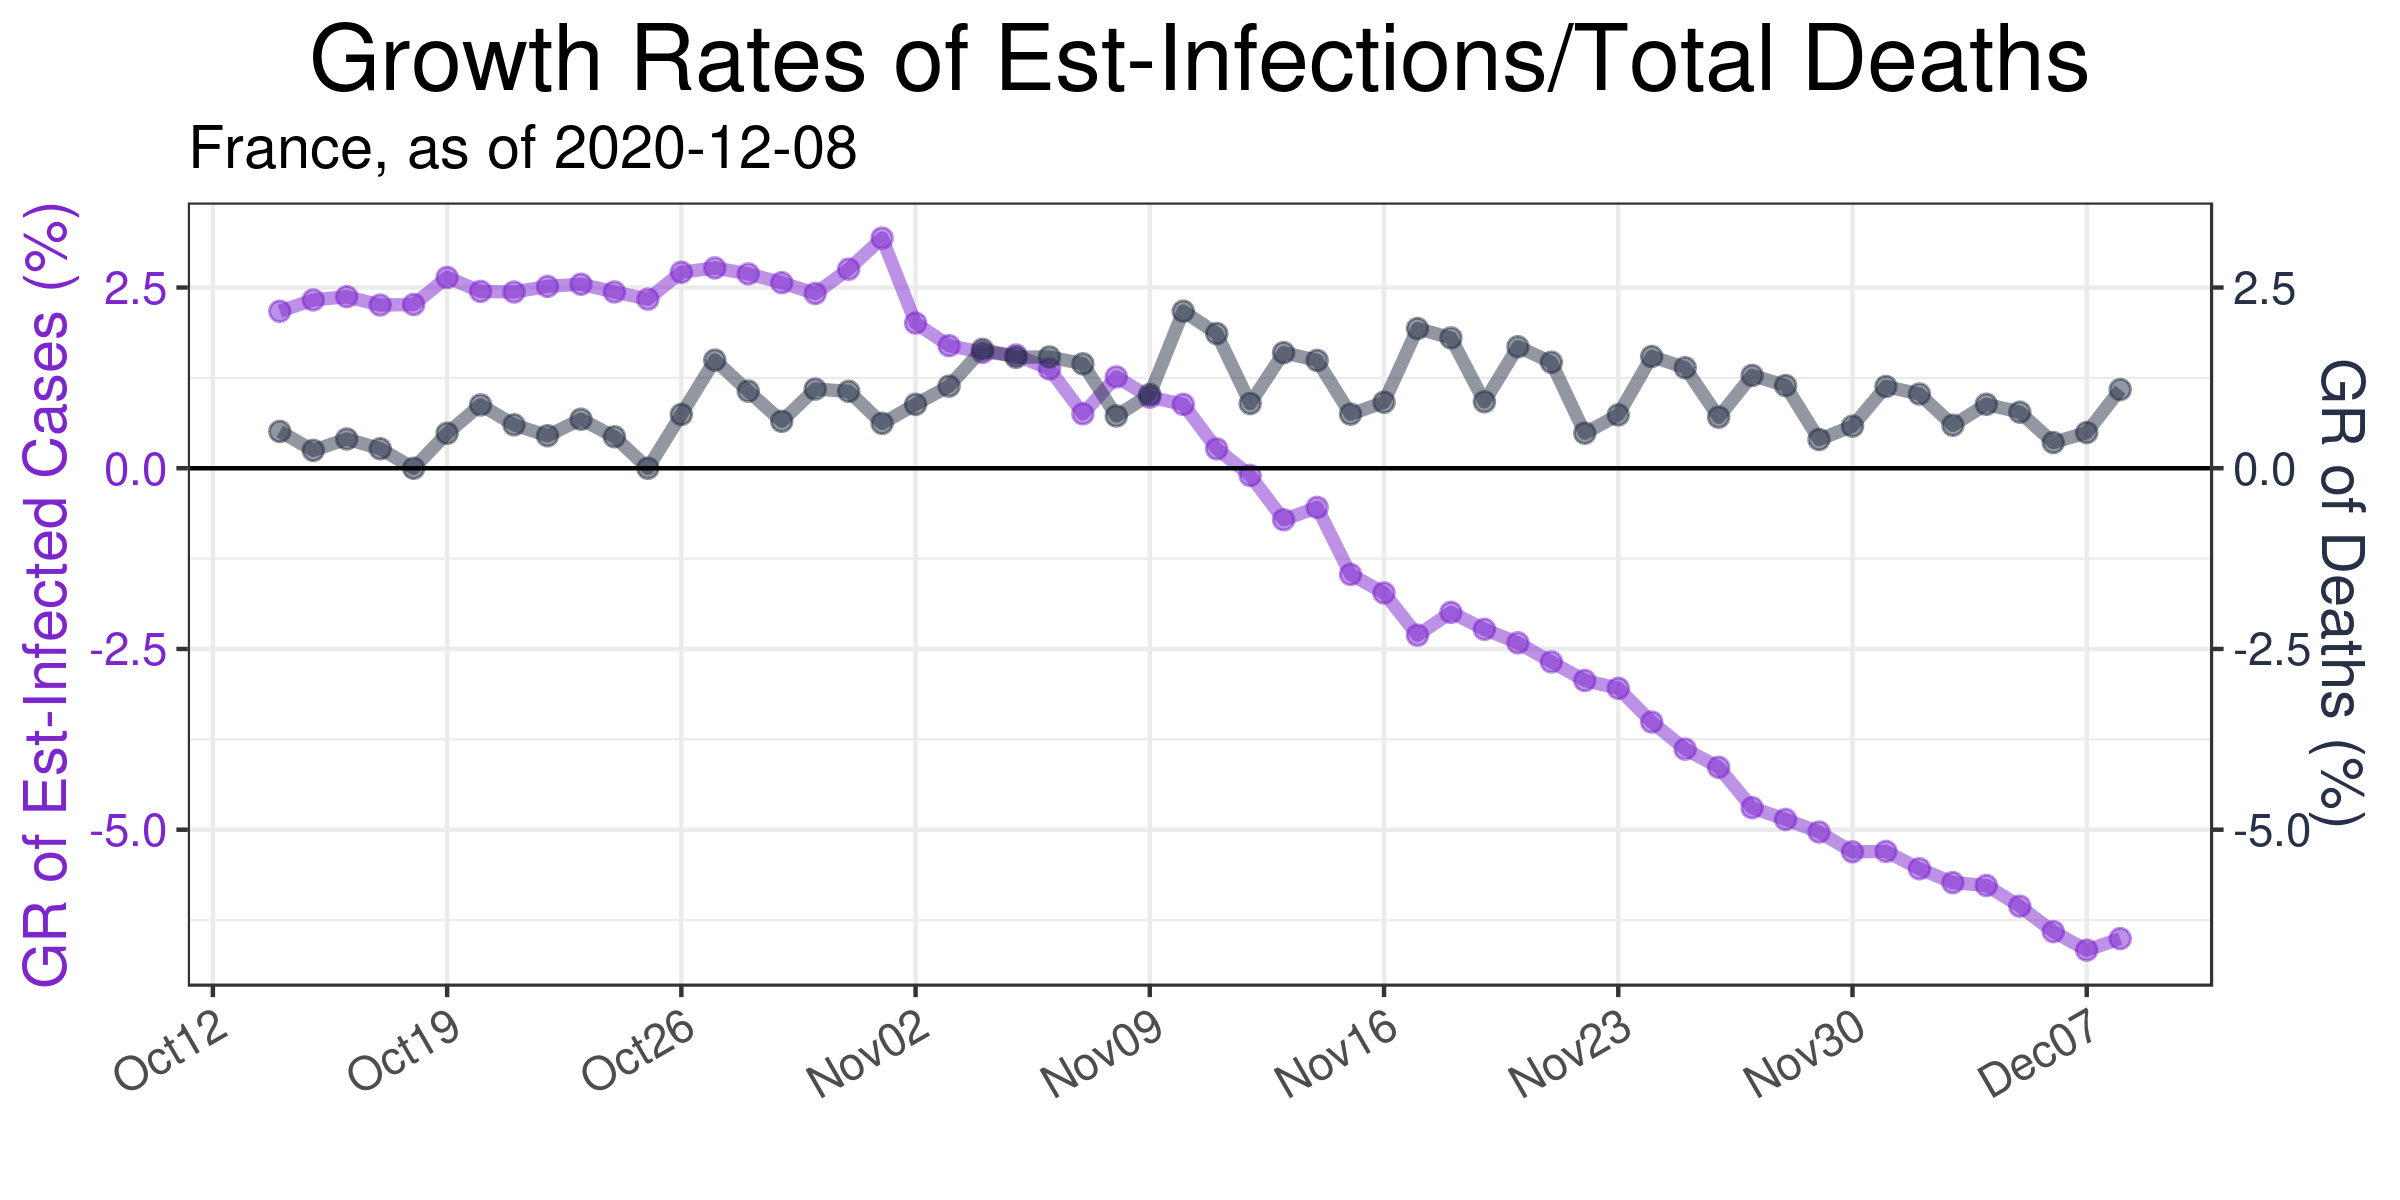 Growth Rates of Est-Infections/Total Deaths
France, as of 2020-12-08
GR of Est-Infected Cases (%)
2.5
0.0
-2.5
-5.0
2.5
0.0
-2.5
-5.0
GR of Deaths (%)
Oct12
Oct19
Oct26
Nov02
Nov09
Nov16
Nov23
Nov30
Dec07